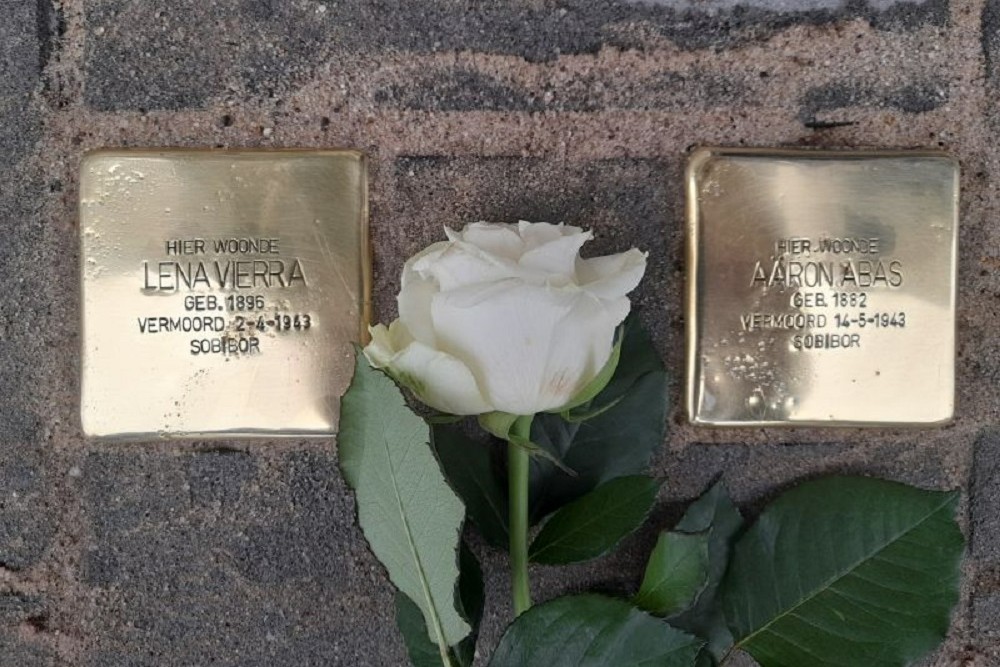 HIER WOONDE
LENA VIERRA
GEB. 1896
VERMOORD 2-4-1943
SOBIBOR
HIER WOONDE
AARON ABAS
GEB. 1882
VERMOORD 14-5-1943
SOBIBOR